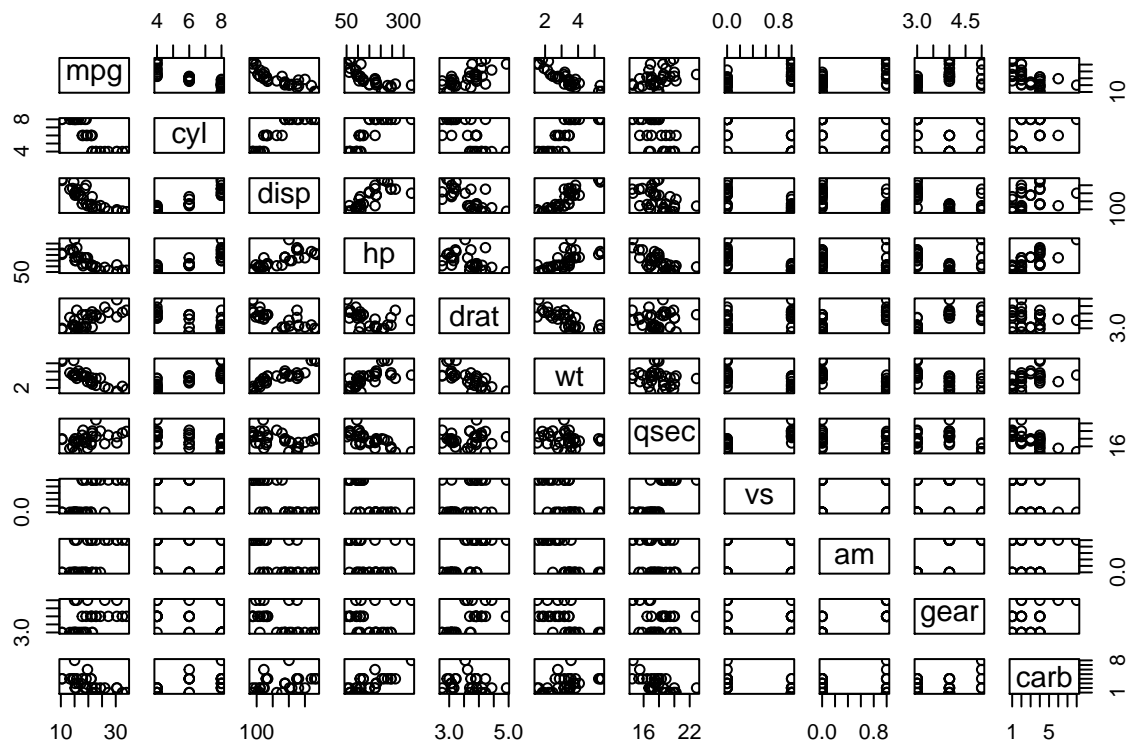 4 6 8 50 300 2 4 0.0 0.8 3.0 4.5
mpg 10
4 8 cyl
disp 100
50 hp
drat 3.0
2 wt
qsec 16
0.0 vs
am 0.0
3.0 gear
carb 1 8
10 30 100 3.0 5.0 16 22 0.0 0.8 1 5